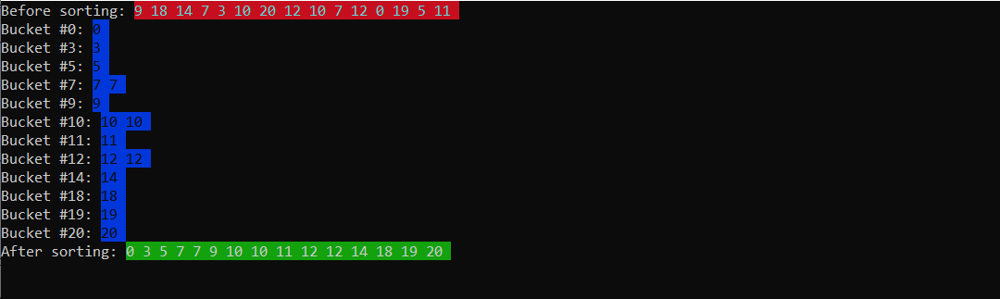 Before sorting: 9 18 14 7 3 10 20 12 10 7 12 0 19 5 11
Bucket #0: 0
Bucket #3: 3
Bucket #5: 5
Bucket #7: 7 7
Bucket #9: 9
Bucket #10: 10 10
Bucket #11: 11
Bucket #12: 12 12
Bucket #14: 14
Bucket #18: 18
Bucket #19: 19
Bucket #20: 20
After sorting: 0 3 5 7 7 9 10 10 11 12 12 14 18 19 20